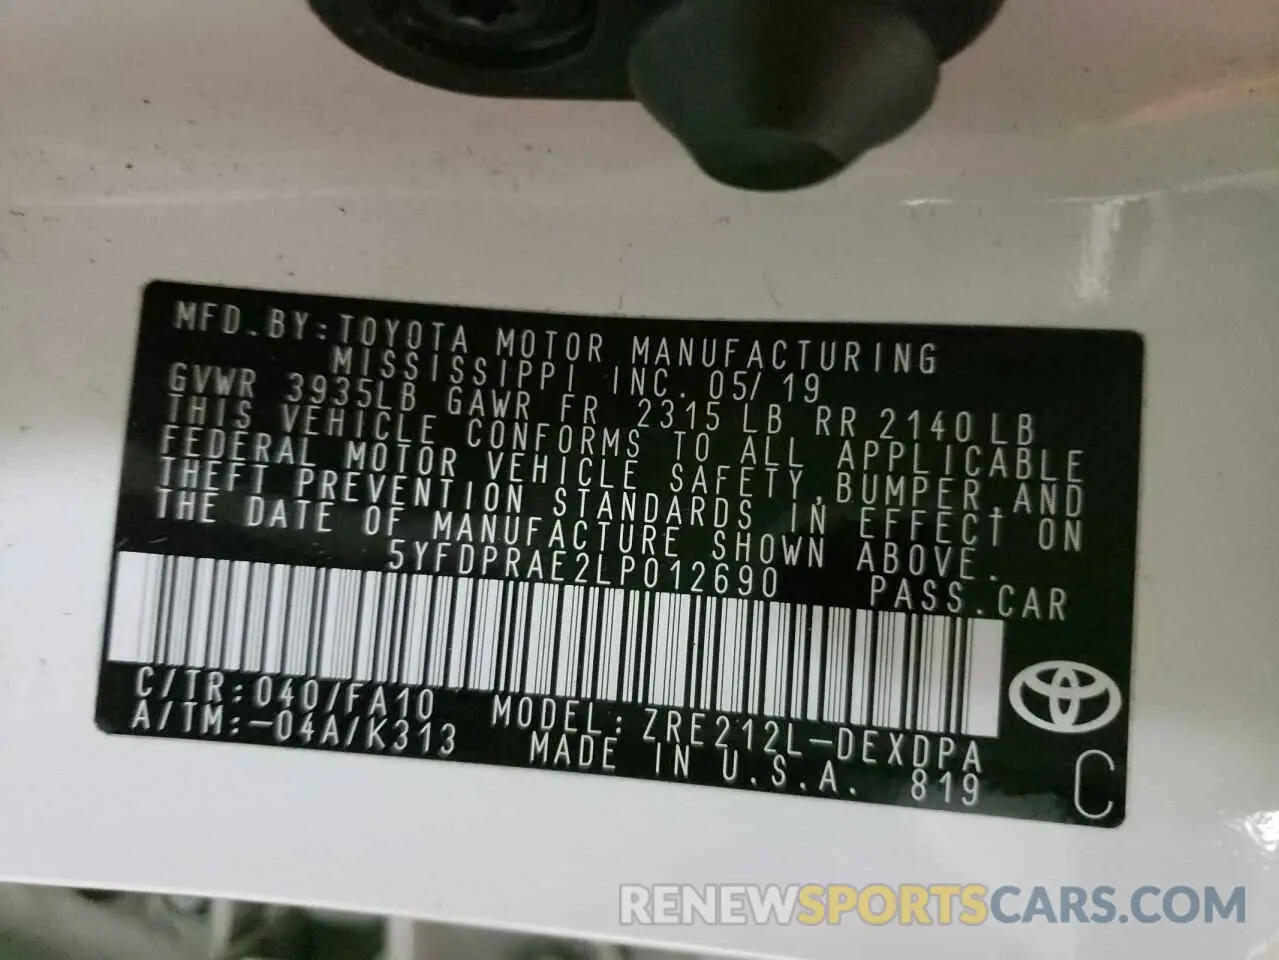 MFD.BY:TOYOTA MOTOR MANUFACTURING
MISSISSIPPI INC. 05/19
GVWR 3935LB GAWR FR 2315LB RR 2140LB
THIS VEHICLE CONFORMS TO ALL APPLICABLE
FEDERAL MOTOR VEHICLE SAFETY,BUMPER,AND
THEFT PREVENTION STANDARDS IN EFFECT ON
THE DATE OF MANUFACTURE SHOWN ABOVE.
5YFDPRAE2LP012690 PASS.CAR
C/TR:040/FA10 MODEL:ZRE212L-DEXDPA
A/TM:-04A/K313 MADE IN U.S.A. 819
C
RENEWSPORTSCARS.COM